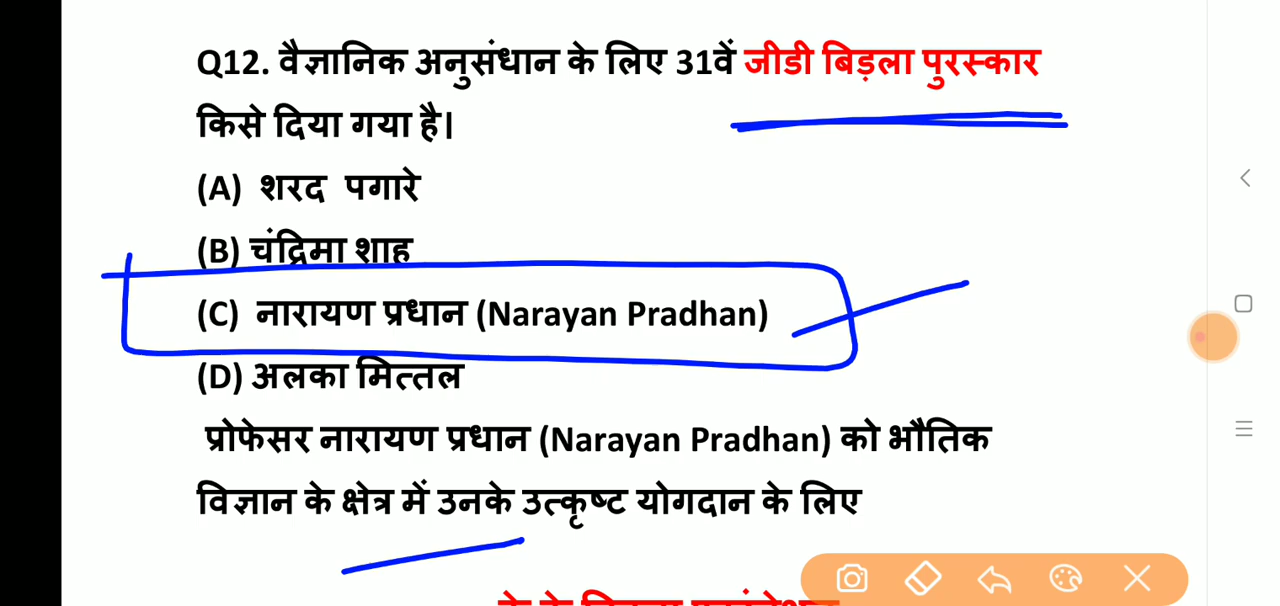 Q12. वैज्ञानिक अनुसंधान के लिए 31वें जीडी बिड़ला पुरस्कार
किसे दिया गया है।
(A) शरद पगारे
(B) चंद्रिमा शाह
(C) नारायण प्रधान (Narayan Pradhan)
(D) अलका मित्तल
प्रोफेसर नारायण प्रधान (Narayan Pradhan) को भौतिक
विज्ञान के क्षेत्र में उनके उत्कृष्ट योगदान के लिए